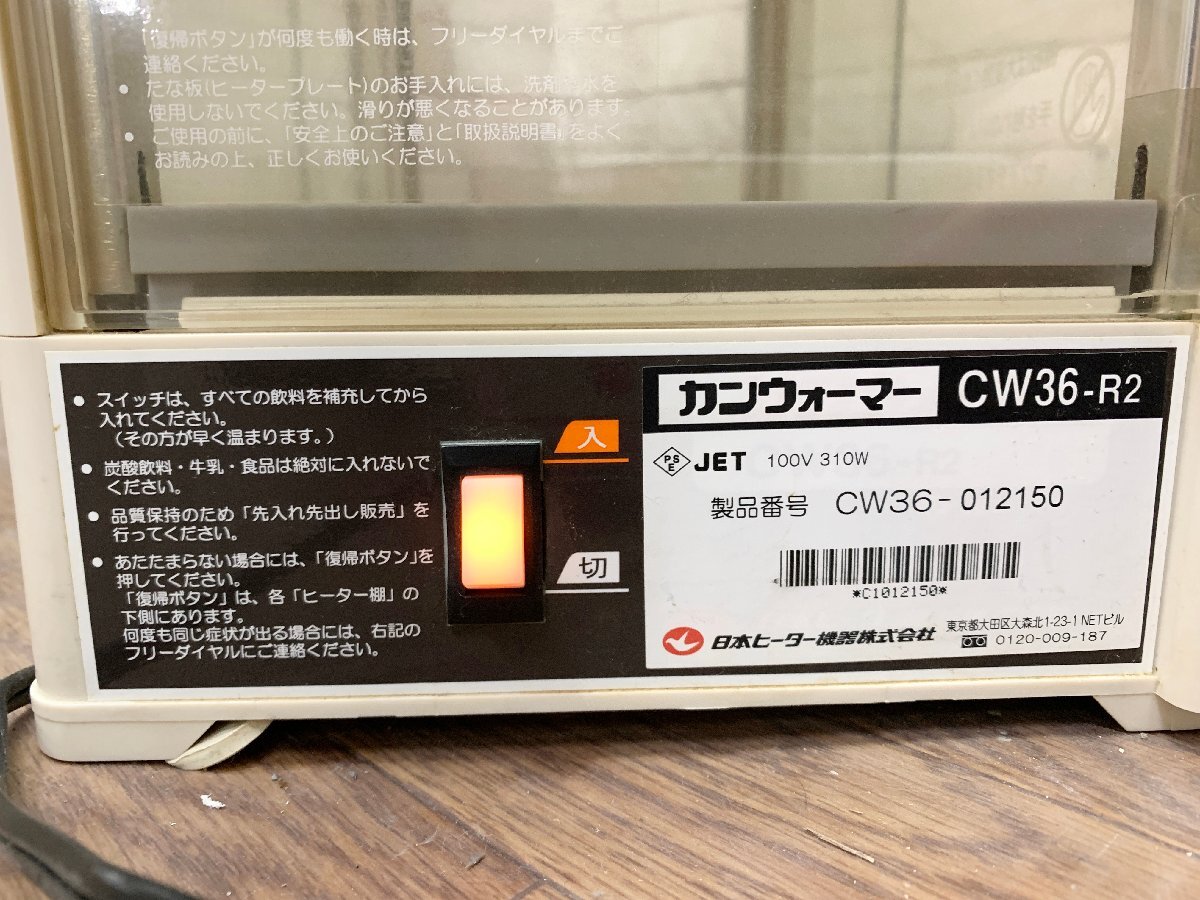 「復帰ボタン」が何度も働く時は、フリーダイヤルまでご
連絡ください。
• たな板(ヒータープレート)のお手入れには、洗剤や水を
使用しないでください。滑りが悪くなることがあります。
• ご使用の前に、「安全上のご注意」と「取扱説明書」をよく
お読みの上、正しくお使いください。
• スイッチは、すべての飲料を補充してから
入れてください。
(その方が早く温まります。)
• 炭酸飲料・牛乳・食品は絶対に入れないで
ください。
• 品質保持のため「先入れ先出し販売」を
行ってください。
• あたたまらない場合には、「復帰ボタン」を
押してください。
「復帰ボタン」は、各「ヒーター棚」の
下側にあります。
何度も同じ症状が出る場合には、右記の
フリーダイヤルにご連絡ください。
入
切
カンウォーマー CW36-R2
PSE JET 100V 310W
製品番号 CW36-012150
*C1012150*
日本ヒーター機器株式会社
東京都大田区大森北1-23-1 NETビル
0120-009-187